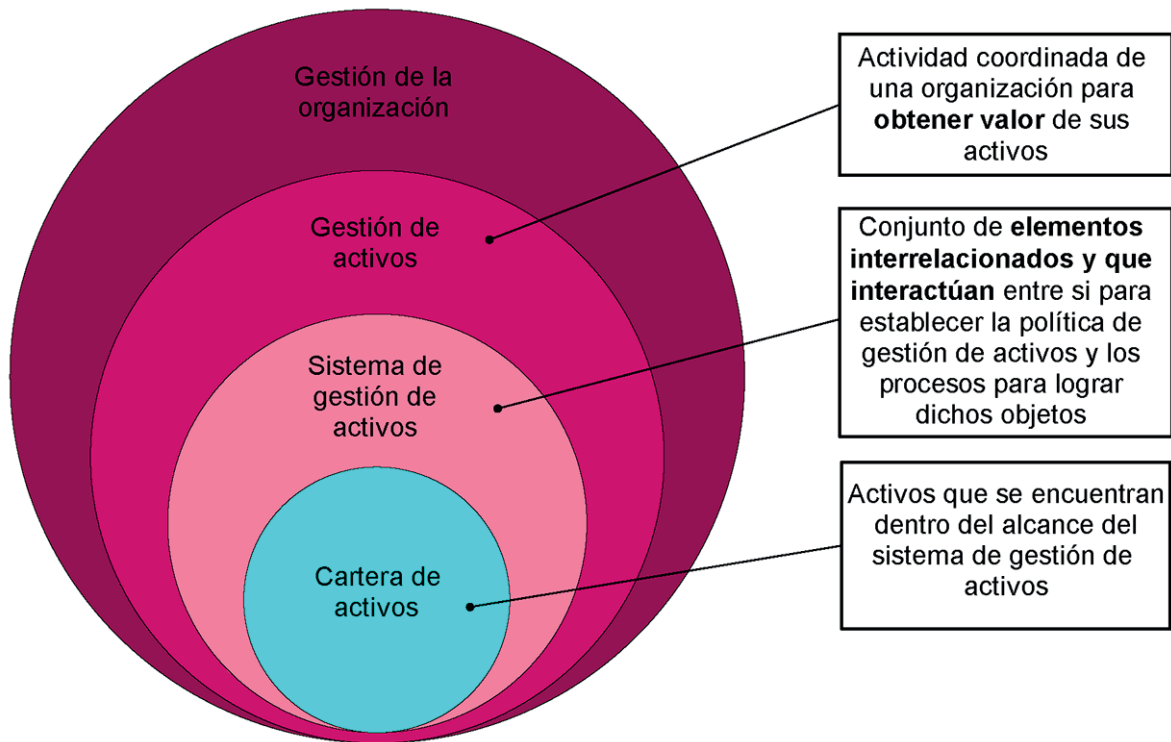 Gestión de la
organización
Gestión de
activos
Sistema de
gestión de
activos
Cartera de
activos
Actividad coordinada de
una organización para
obtener valor de sus
activos
Conjunto de elementos
interrelacionados y que
interactúan entre si para
establecer la política de
gestión de activos y los
procesos para lograr
dichos objetos
Activos que se encuentran
dentro del alcance del
sistema de gestión de
activos